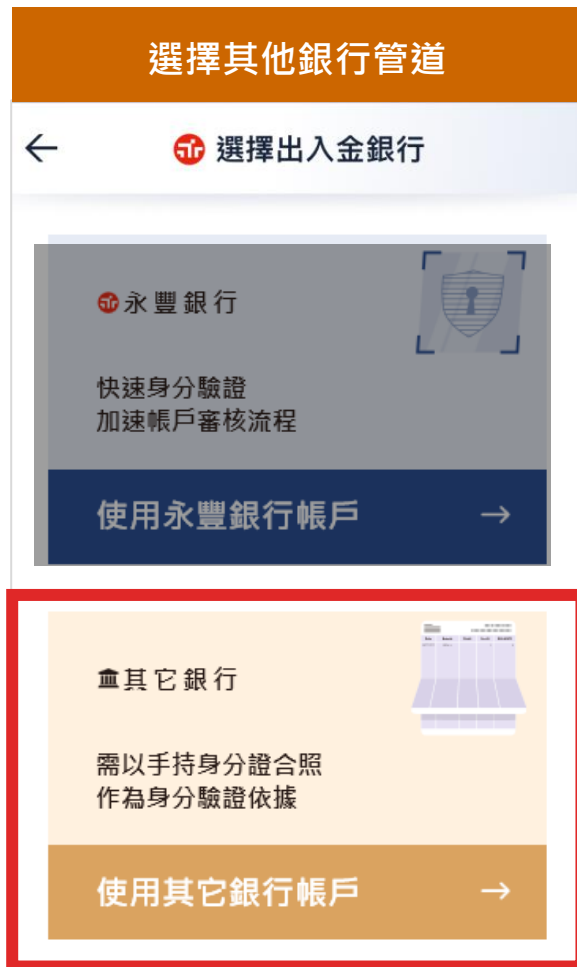 選擇其他銀行管道
選擇出入金銀行
永豐銀行
快速身分驗證
加速帳戶審核流程
使用永豐銀行帳戶
其它銀行
需以手持身分證合照
作為身分驗證依據
使用其它銀行帳戶